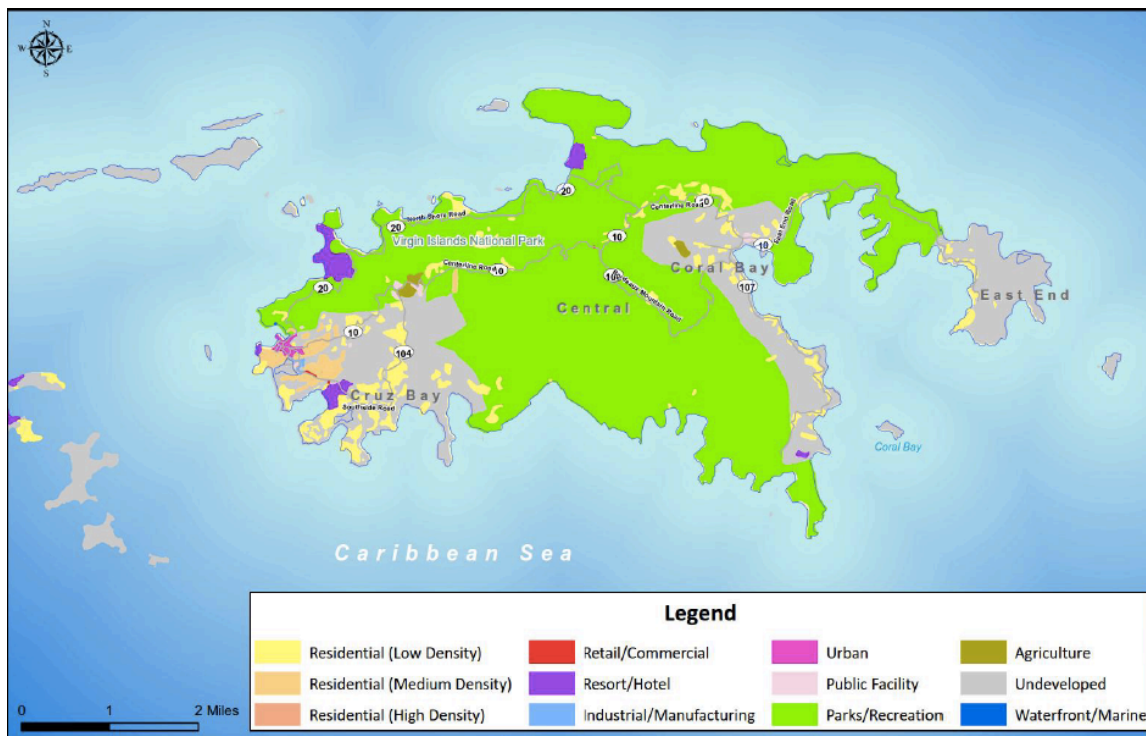 N
W E
S
20
North Shore Road
20
Virgin Islands National Park
Centerline Road
10
10
Centerline Road
10
East End Road
10
Coral Bay
107
Central
East End
20
10
104
Cruz Bay
Southside Road
Coral Bay
Caribbean Sea
0 1 2 Miles
Legend
Residential (Low Density)
Retail/Commercial
Urban
Agriculture
Residential (Medium Density)
Resort/Hotel
Public Facility
Undeveloped
Residential (High Density)
Industrial/Manufacturing
Parks/Recreation
Waterfront/Marine